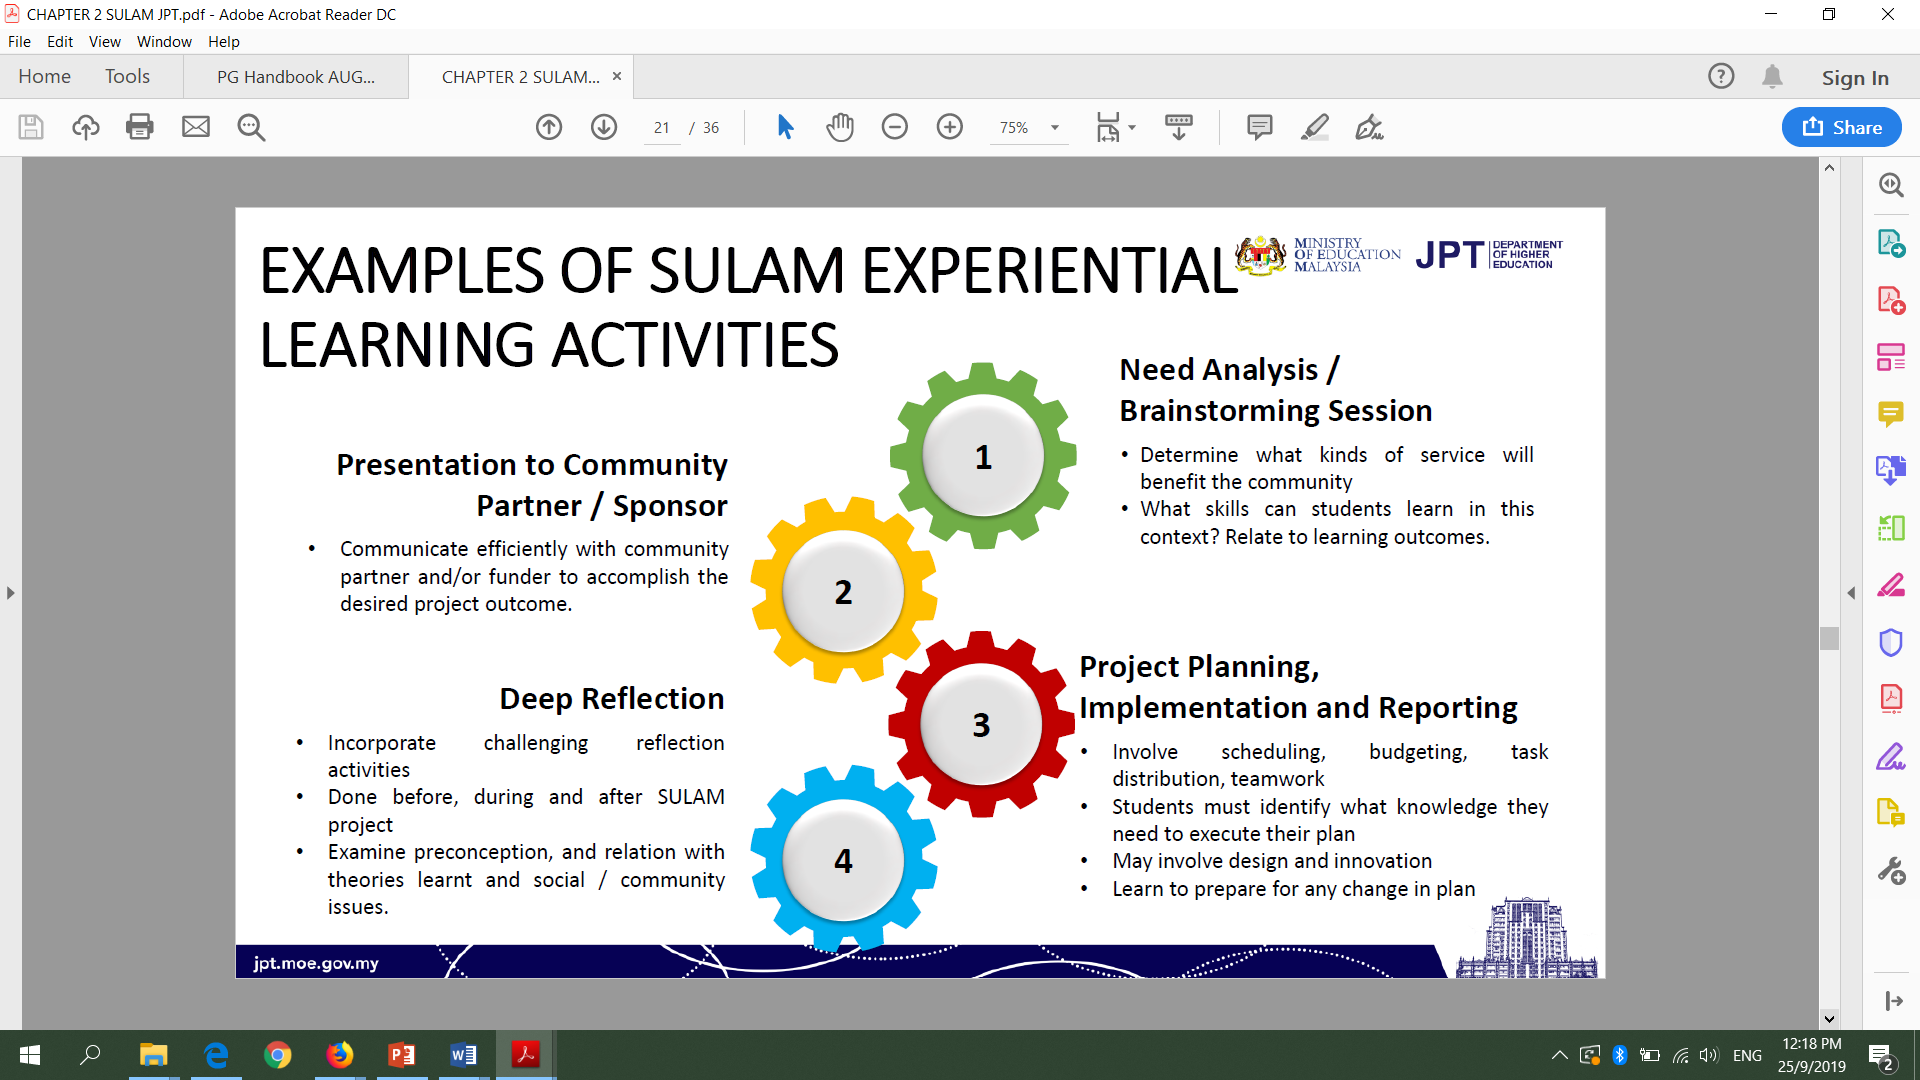 CHAPTER 2 SULAM JPT.pdf - Adobe Acrobat Reader DC
File Edit View Window Help
Home Tools PG Handbook AUG... CHAPTER 2 SULAM... ×
Sign In
21 / 36
75%
Share
EXAMPLES OF SULAM EXPERIENTIAL
LEARNING ACTIVITIES
MINISTRY
OF EDUCATION
MALAYSIA
JPT
DEPARTMENT
OF HIGHER
EDUCATION
1
Need Analysis /
Brainstorming Session
• Determine what kinds of service will
benefit the community
• What skills can students learn in this
context? Relate to learning outcomes.
Presentation to Community
Partner / Sponsor
• Communicate efficiently with community
partner and/or funder to accomplish the
desired project outcome.
2
3
Project Planning,
Implementation and Reporting
• Involve scheduling, budgeting, task
distribution, teamwork
• Students must identify what knowledge they
need to execute their plan
• May involve design and innovation
• Learn to prepare for any change in plan
Deep Reflection
• Incorporate challenging reflection
activities
• Done before, during and after SULAM
project
• Examine preconception, and relation with
theories learnt and social / community
issues.
4
jpt.moe.gov.my
ENG
12:18 PM
25/9/2019
2